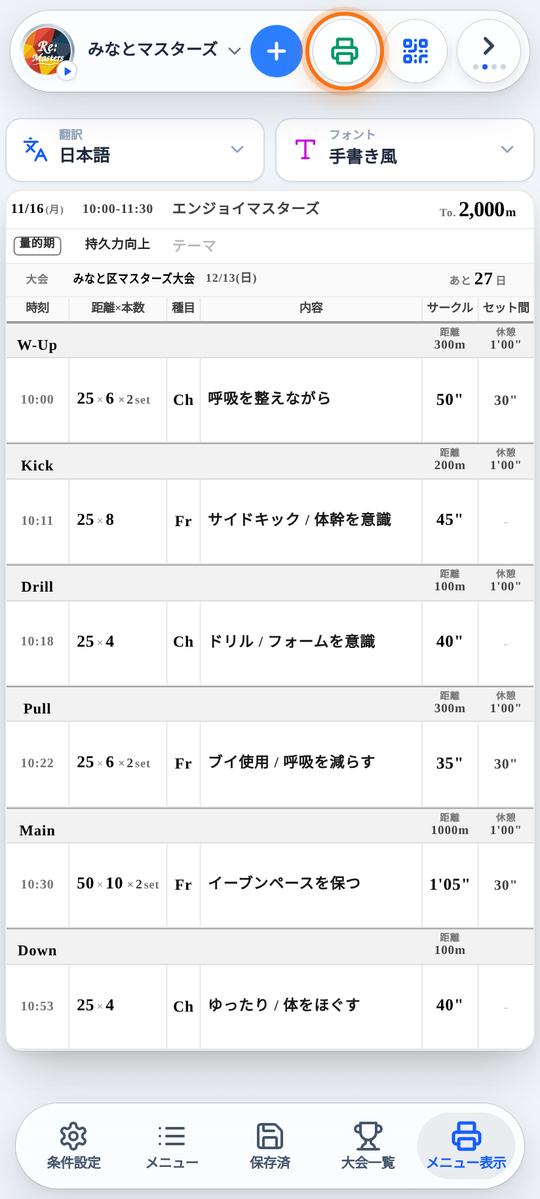 Re:
Masters
みなとマスターズ
翻訳
日本語
フォント
手書き風
11/16(月) 10:00-11:30 エンジョイマスターズ To. 2,000m
量的期 持久力向上 テーマ
大会 みなと区マスターズ大会 12/13(日) あと 27 日
時刻 距離×本数 種目 内容 サークル セット間
W-Up 距離 300m 休憩 1'00"
10:00 25×6×2set Ch 呼吸を整えながら 50" 30"
Kick 距離 200m 休憩 1'00"
10:11 25×8 Fr サイドキック / 体幹を意識 45" -
Drill 距離 100m 休憩 1'00"
10:18 25×4 Ch ドリル / フォームを意識 40" -
Pull 距離 300m 休憩 1'00"
10:22 25×6×2set Fr ブイ使用 / 呼吸を減らす 35" 30"
Main 距離 1000m 休憩 1'00"
10:30 50×10×2set Fr イーブンペースを保つ 1'05" 30"
Down 距離 100m
10:53 25×4 Ch ゆったり / 体をほぐす 40" -
条件設定 メニュー 保存済 大会一覧 メニュー表示